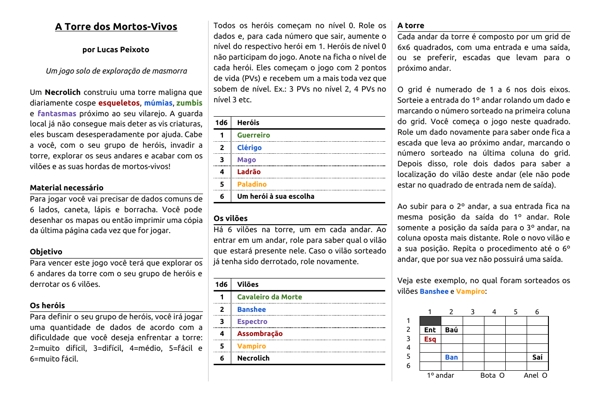 A Torre dos Mortos-Vivos
por Lucas Peixoto
Um jogo solo de exploração de masmorra
Um Necrolich construiu uma torre maligna que
diariamente cospe esqueletos, múmias, zumbis
e fantasmas próximo ao seu vilarejo. A guarda
local já não consegue mais deter as vis criaturas,
eles buscam desesperadamente por ajuda. Cabe
a você, com o seu grupo de heróis, invadir a
torre, explorar os seus andares e acabar com os
vilões e as suas hordas de mortos-vivos!
Material necessário
Para jogar você vai precisar de dados comuns de
6 lados, caneta, lápis e borracha. Você pode
desenhar os mapas ou então imprimir uma cópia
da última página cada vez que for jogar.
Objetivo
Para vencer este jogo você terá que explorar os
6 andares da torre com o seu grupo de heróis e
derrotar os 6 vilões.
Os heróis
Para definir o seu grupo de heróis, você irá jogar
uma quantidade de dados de acordo com a
dificuldade que você deseja enfrentar a torre:
2=muito difícil, 3=difícil, 4=médio, 5=fácil e
6=muito fácil.
Todos os heróis começam no nível 0. Role os
dados e, para cada número que sair, aumente o
nível do respectivo herói em 1. Heróis de nível 0
não participam do jogo. Anote na ficha o nível de
cada herói. Eles começam o jogo com 2 pontos
de vida (PVs) e recebem um a mais toda vez que
sobem de nível. Ex.: 3 PVs no nível 2, 4 PVs no
nível 3 etc.
1d6 Heróis
1 Guerreiro
2 Clérigo
3 Mago
4 Ladrão
5 Paladino
6 Um herói à sua escolha
Os vilões
Há 6 vilões na torre, um em cada andar. Ao
entrar em um andar, role para saber qual o vilão
que estará presente nele. Caso o vilão sorteado
já tenha sido derrotado, role novamente.
1d6 Vilões
1 Cavaleiro da Morte
2 Banshee
3 Espectro
4 Assombração
5 Vampiro
6 Necrolich
A torre
Cada andar da torre é composto por um grid de
6x6 quadrados, com uma entrada e uma saída,
ou se preferir, escadas que levam para o
próximo andar.
O grid é numerado de 1 a 6 nos dois eixos.
Sorteie a entrada do 1º andar rolando um dado e
marcando o número sorteado na primeira coluna
do grid. Você começa o jogo neste quadrado.
Role um dado novamente para saber onde fica a
escada que leva ao próximo andar, marcando o
número sorteado na última coluna do grid.
Depois disso, role dois dados para saber a
localização do vilão deste andar (ele não pode
estar no quadrado de entrada nem de saída).
Ao subir para o 2º andar, a sua entrada fica na
mesma posição da saída do 1º andar. Role
somente a posição da saída para o 3º andar, na
coluna oposta mais distante. Role o novo vilão e
a sua posição. Repita o procedimento até o 6º
andar, que por sua vez não possuirá uma saída.
Veja este exemplo, no qual foram sorteados os
vilões Banshee e Vampiro:
1 2 3 4 5 6
1
2 Ent Baú
3 Esq
4
5 Ban Sai
6
1º andar Bota O Anel O